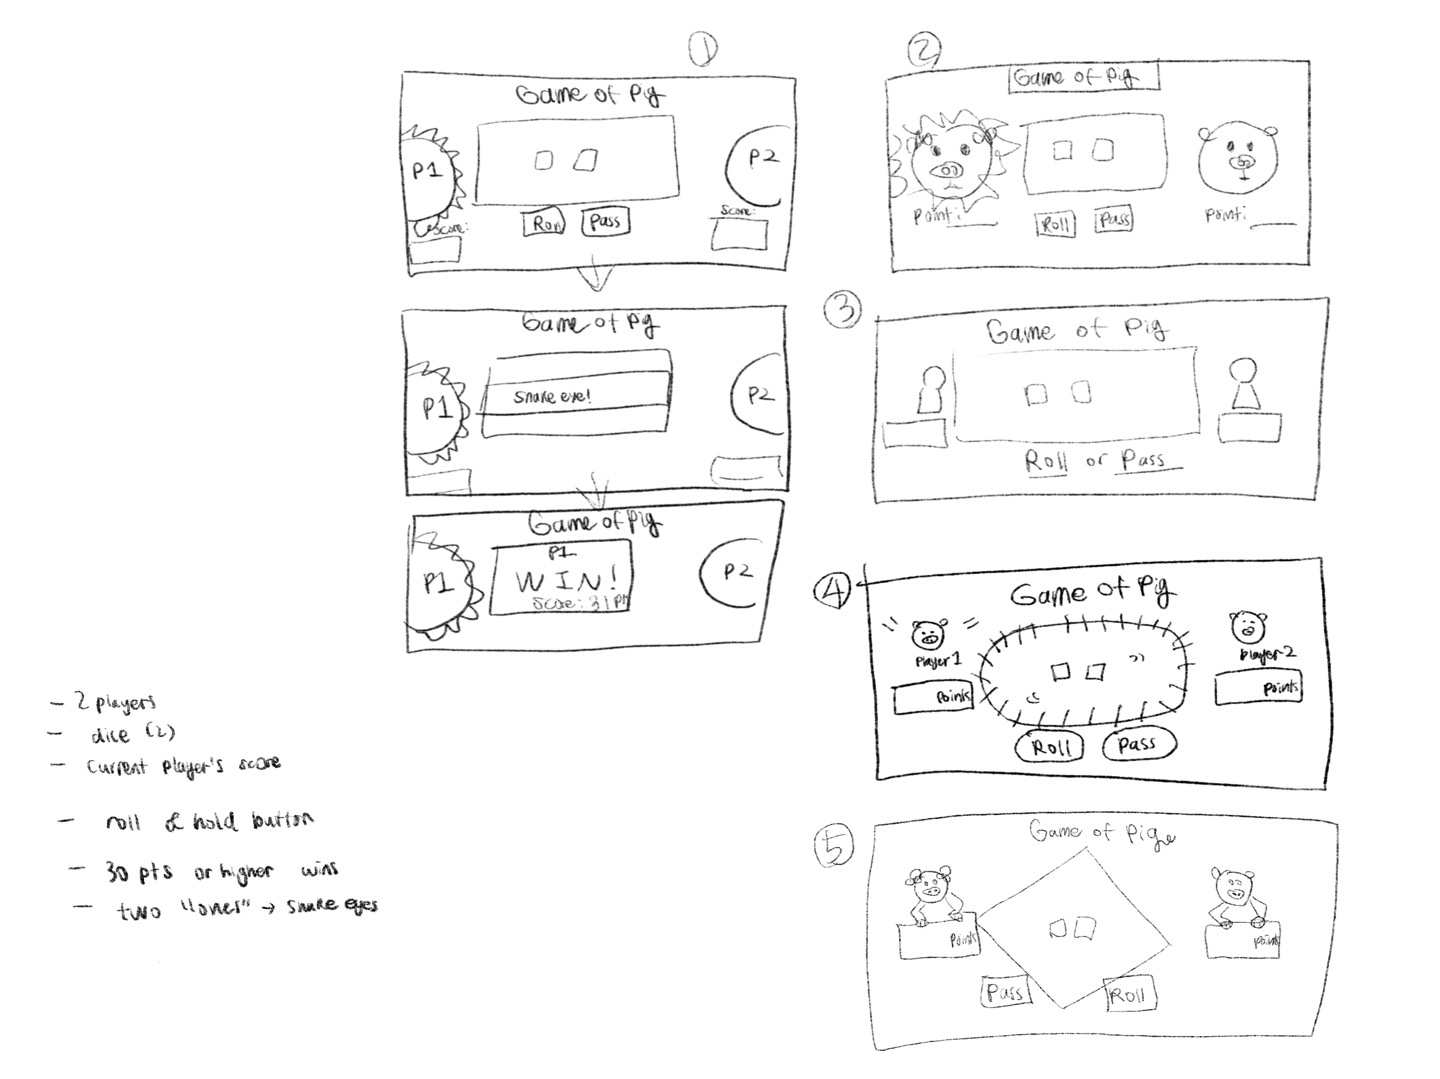 1
Game of Pig
P1
P2
Score:
Score:
Roll
Pass
Game of Pig
P1
Snake eye!
P2
Game of Pig
P1
P1
WIN!
Score: 31 pt
P2
2
Game of Pig
Point:
Point:
Roll
Pass
3
Game of Pig
Roll or Pass
4
Game of Pig
Player 1
Player 2
Points
Points
Roll
Pass
5
Game of Pig
Points
Points
Pass
Roll
- 2 players
- dice (2)
- current player's score
- roll & hold button
- 30 pts or higher wins
- two "ones" → snake eyes